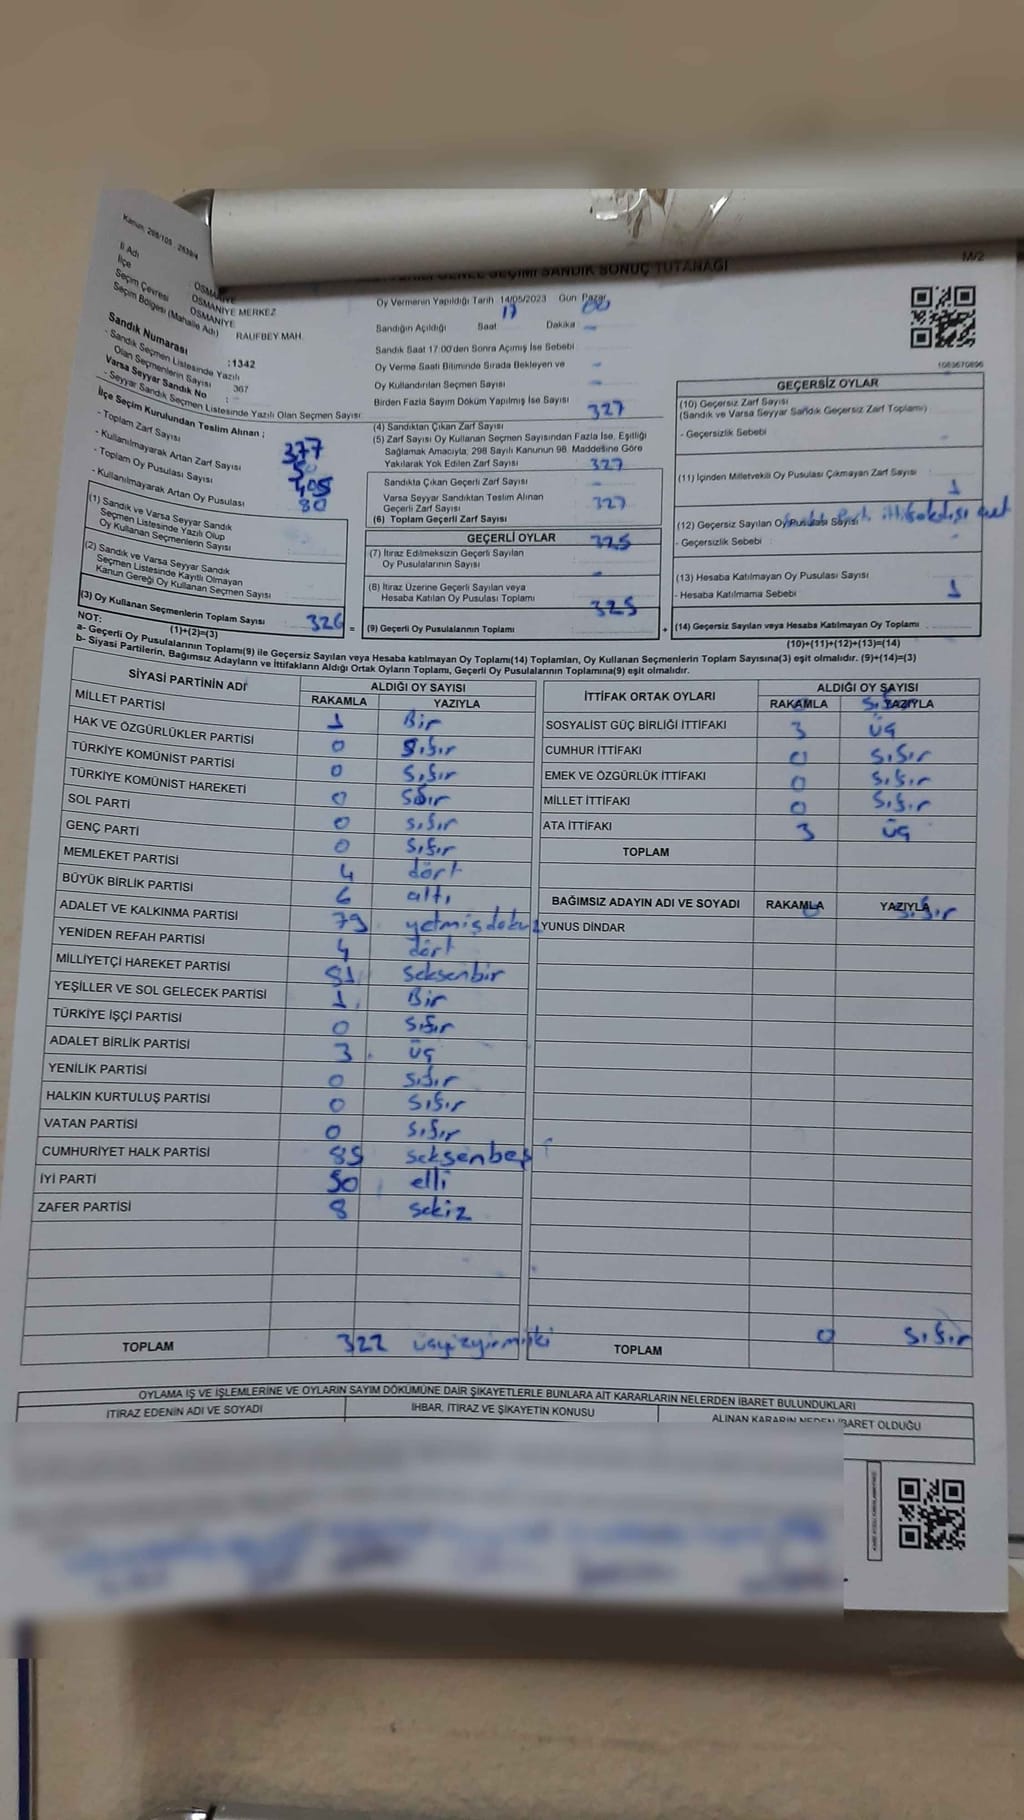 Kanun: 298/105 - 2839/4
GENEL SEÇİMİ SANDIK SONUÇ TUTANAĞI
M/2
İl Adı : OSMANİYE
İlçe : OSMANİYE MERKEZ
Seçim Çevresi : OSMANİYE
Seçim Bölgesi (Mahalle Adı) : RAUFBEY MAH.
Sandık Numarası : 1342
- Sandık Seçmen Listesinde Yazılı
Olan Seçmenlerin Sayısı : 367
Varsa Seyyar Sandık No : -
- Seyyar Sandık Seçmen Listesinde Yazılı Olan Seçmen Sayısı :
İlçe Seçim Kurulundan Teslim Alınan ;
- Toplam Zarf Sayısı 377
- Kullanılmayarak Artan Zarf Sayısı 50
- Toplam Oy Pusulası Sayısı 405
- Kullanılmayarak Artan Oy Pusulası 80
(1) Sandık ve Varsa Seyyar Sandık
Seçmen Listesinde Yazılı Olup
Oy Kullanan Seçmenlerin Sayısı
(2) Sandık ve Varsa Seyyar Sandık
Seçmen Listesinde Kayıtlı Olmayan
Kanun Gereği Oy Kullanan Seçmen Sayısı
(3) Oy Kullanan Seçmenlerin Toplam Sayısı 326
(1)+(2)=(3)
Oy Vermenin Yapıldığı Tarih 14/05/2023 Gün Pazar
Sandığın Açıldığı Saat 17 Dakika 00
Sandık Saat 17:00'den Sonra Açımış İse Sebebi -
Oy Verme Saati Bitiminde Sırada Bekleyen ve
Oy Kullandırılan Seçmen Sayısı -
Birden Fazla Sayım Döküm Yapılmış İse Sayısı -
(4) Sandıktan Çıkan Zarf Sayısı 327
(5) Zarf Sayısı Oy Kullanan Seçmen Sayısından Fazla İse, Eşitliği
Sağlamak Amacıyla; 298 Sayılı Kanunun 98. Maddesine Göre
Yakılarak Yok Edilen Zarf Sayısı
Sandıkta Çıkan Geçerli Zarf Sayısı 327
Varsa Seyyar Sandıktan Teslim Alınan
Geçerli Zarf Sayısı -
(6) Toplam Geçerli Zarf Sayısı 327
GEÇERLİ OYLAR
(7) İtiraz Edilmeksizin Geçerli Sayılan
Oy Pusulalarının Sayısı 325
(8) İtiraz Üzerine Geçerli Sayılan veya
Hesaba Katılan Oy Pusulası Toplamı -
= (9) Geçerli Oy Pusulalarının Toplamı 325
1083670896
GEÇERSİZ OYLAR
(10) Geçersiz Zarf Sayısı
(Sandık ve Varsa Seyyar Sandık Geçersiz Zarf Toplamı)
- Geçersizlik Sebebi
(11) İçinden Milletvekili Oy Pusulası Çıkmayan Zarf Sayısı -
(12) Geçersiz Sayılan Oy Pusulası Sayısı 1
- Geçersizlik Sebebi :
(13) Hesaba Katılmayan Oy Pusulası Sayısı -
- Hesaba Katılmama Sebebi
+ (14) Geçersiz Sayılan veya Hesaba Katılmayan Oy Toplamı 1
(10)+(11)+(12)+(13)=(14)
NOT:
a- Geçerli Oy Pusulalarının Toplamı(9) ile Geçersiz Sayılan veya Hesaba katılmayan Oy Toplamı(14) Toplamları, Oy Kullanan Seçmenlerin Toplam Sayısına(3) eşit olmalıdır. (9)+(14)=(3)
b- Siyasi Partilerin, Bağımsız Adayların ve İttifakların Aldığı Ortak Oyların Toplamı, Geçerli Oy Pusulalarının Toplamına(9) eşit olmalıdır.
SİYASİ PARTİNİN ADI ALDIĞI OY SAYISI
RAKAMLA YAZIYLA
MİLLET PARTİSİ 1 Bir
HAK VE ÖZGÜRLÜKLER PARTİSİ 0 sıfır
TÜRKİYE KOMÜNİST PARTİSİ 0 sıfır
TÜRKİYE KOMÜNİST HAREKETİ 0 sıfır
SOL PARTİ 0 sıfır
GENÇ PARTİ 0 sıfır
MEMLEKET PARTİSİ 4 dört
BÜYÜK BİRLİK PARTİSİ 6 altı
ADALET VE KALKINMA PARTİSİ 79 yetmişdokuz
YENİDEN REFAH PARTİSİ 4 dört
MİLLİYETÇİ HAREKET PARTİSİ 81 seksenbir
YEŞİLLER VE SOL GELECEK PARTİSİ 1 Bir
TÜRKİYE İŞÇİ PARTİSİ 0 sıfır
ADALET BİRLİK PARTİSİ 3 üç
YENİLİK PARTİSİ 0 sıfır
HALKIN KURTULUŞ PARTİSİ 0 sıfır
VATAN PARTİSİ 0 sıfır
CUMHURİYET HALK PARTİSİ 85 seksenbeş
İYİ PARTİ 50 elli
ZAFER PARTİSİ 8 sekiz
TOPLAM 322 üçyüzyirmiiki
İTTİFAK ORTAK OYLARI ALDIĞI OY SAYISI
RAKAMLA YAZIYLA
SOSYALİST GÜÇ BİRLİĞİ İTTİFAKI 0 sıfır
CUMHUR İTTİFAKI 3 üç
EMEK VE ÖZGÜRLÜK İTTİFAKI 0 sıfır
MİLLET İTTİFAKI 0 sıfır
ATA İTTİFAKI 0 sıfır
TOPLAM 3 üç
BAĞIMSIZ ADAYIN ADI VE SOYADI RAKAMLA YAZIYLA
YUNUS DİNDAR 0 sıfır
TOPLAM 0 sıfır
OYLAMA İŞ VE İŞLEMLERİNE VE OYLARIN SAYIM DÖKÜMÜNE DAİR ŞİKAYETLERLE BUNLARA AİT KARARLARIN NELERDEN İBARET BULUNDUKLARI
İTİRAZ EDENİN ADI VE SOYADI İHBAR, İTİRAZ VE ŞİKAYETİN KONUSU ALINAN KARARIN NEDEN İBARET OLDUĞU